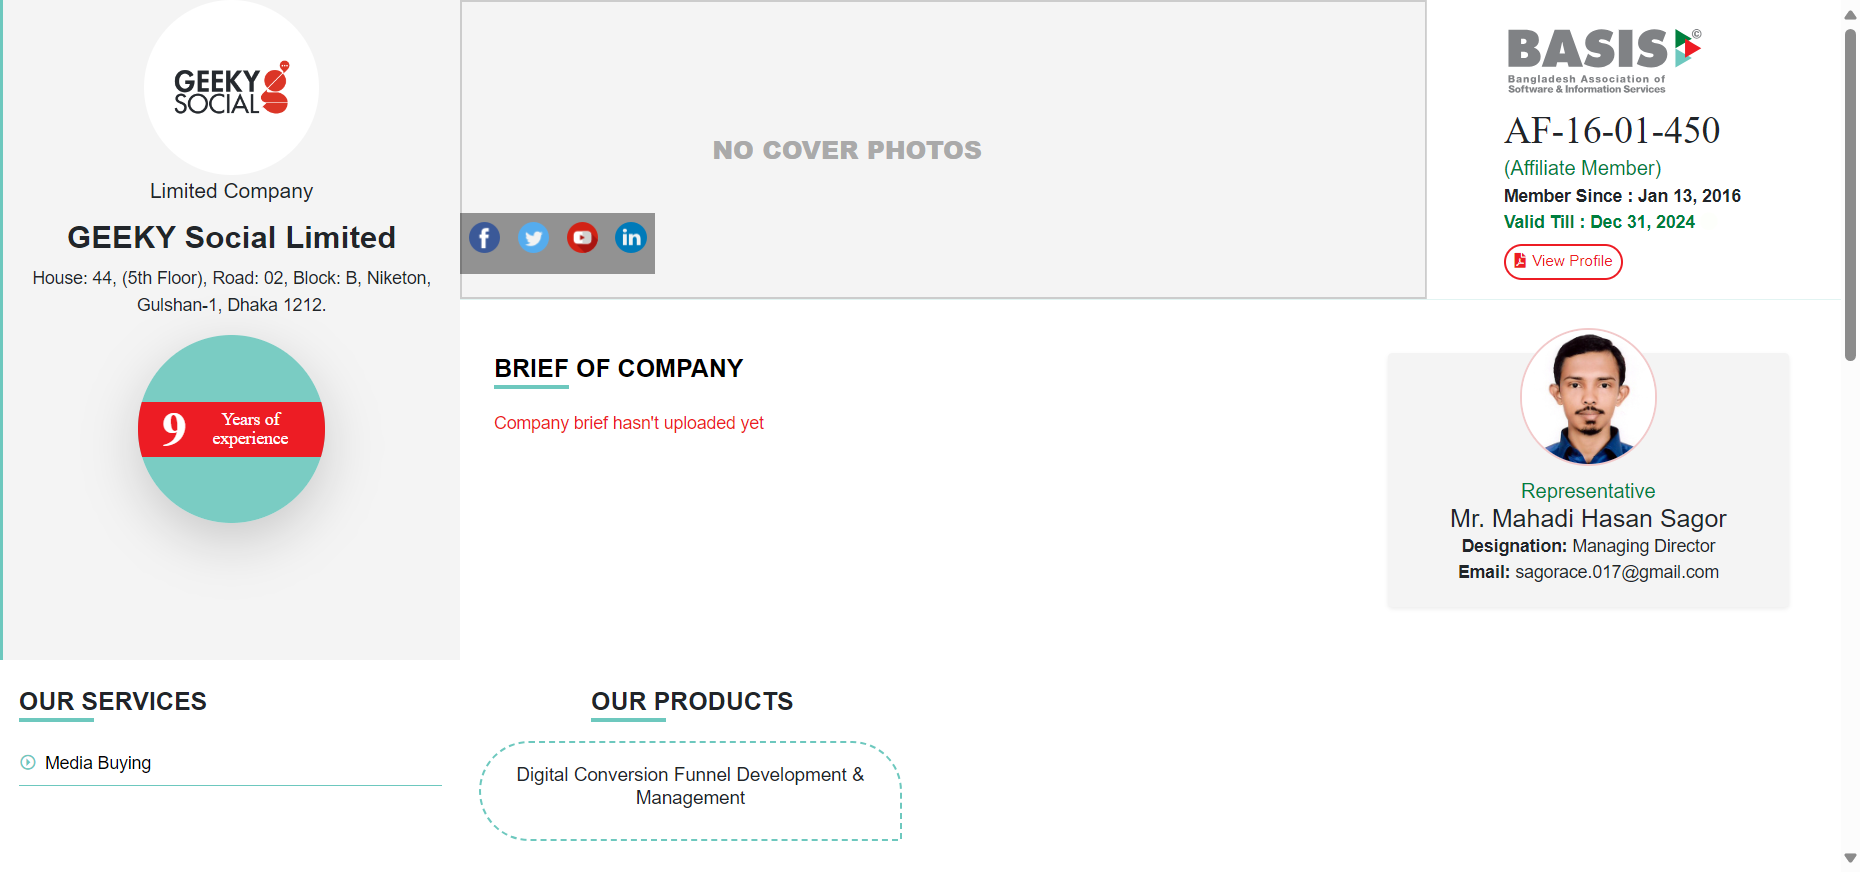 GEEKY
SOCIAL
Limited Company
GEEKY Social Limited
House: 44, (5th Floor), Road: 02, Block: B, Niketon,
Gulshan-1, Dhaka 1212.
9
Years of
experience
NO COVER PHOTOS
f
in
BASIS©
Bangladesh Association of
Software & Information Services
AF-16-01-450
(Affiliate Member)
Member Since : Jan 13, 2016
Valid Till : Dec 31, 2024
View Profile
BRIEF OF COMPANY
Company brief hasn't uploaded yet
Representative
Mr. Mahadi Hasan Sagor
Designation: Managing Director
Email: sagorace.017@gmail.com
OUR SERVICES
Media Buying
OUR PRODUCTS
Digital Conversion Funnel Development &
Management